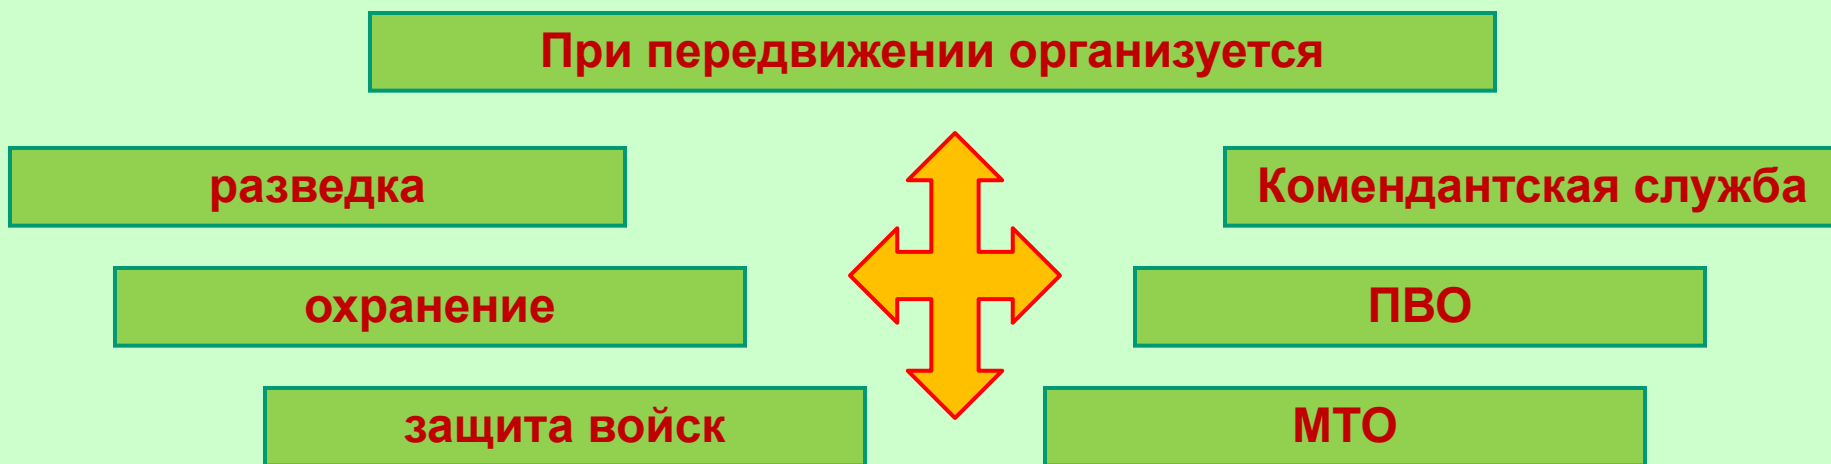 При передвижении организуется
разведка
Комендантская служба
охранение
ПВО
защита войск
МТО